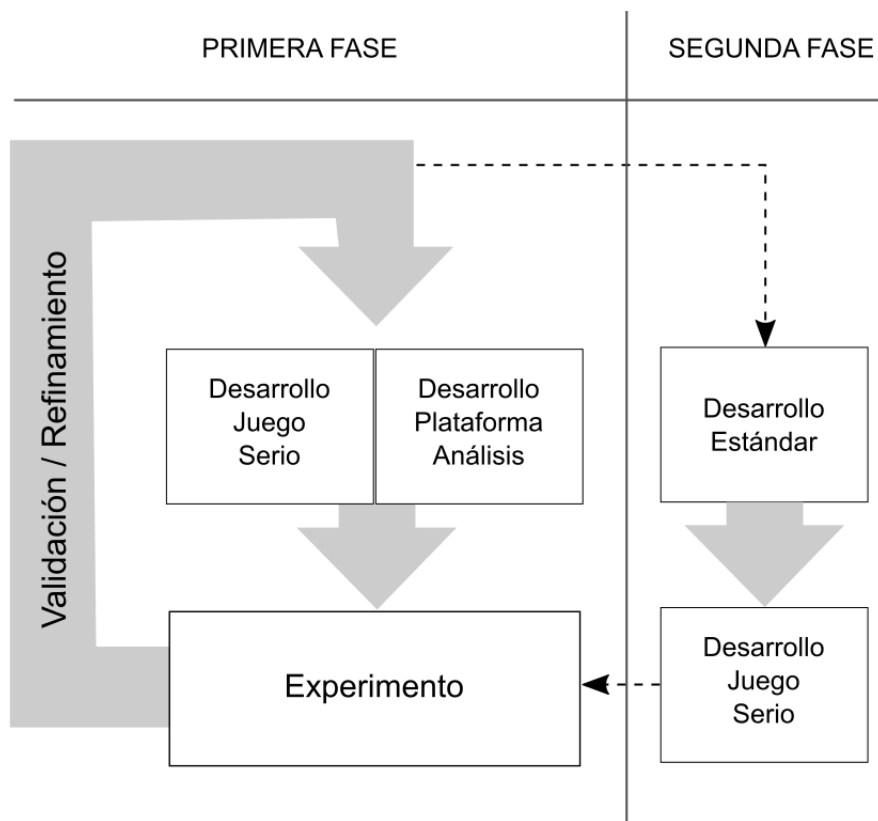 PRIMERA FASE
SEGUNDA FASE
Validación / Refinamiento
Desarrollo
Juego
Serio
Desarrollo
Plataforma
Análisis
Desarrollo
Estándar
Experimento
Desarrollo
Juego
Serio